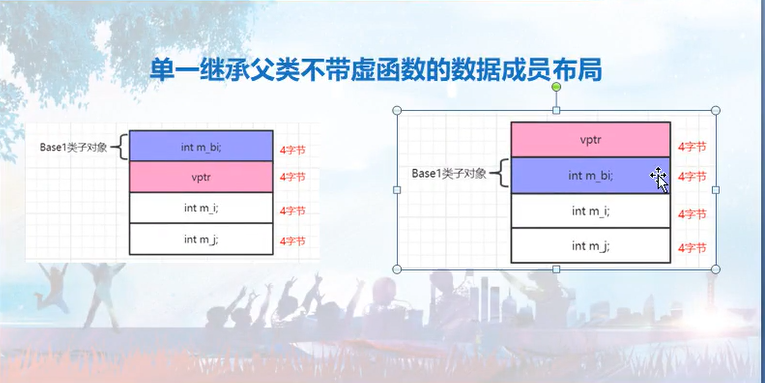 单一继承父类不带虚函数的数据成员布局
Base1类子对象
int m_bi;
4字节
vptr
4字节
int m_i;
4字节
int m_j;
4字节
vptr
4字节
Base1类子对象
int m_bi;
4字节
int m_i;
4字节
int m_j;
4字节